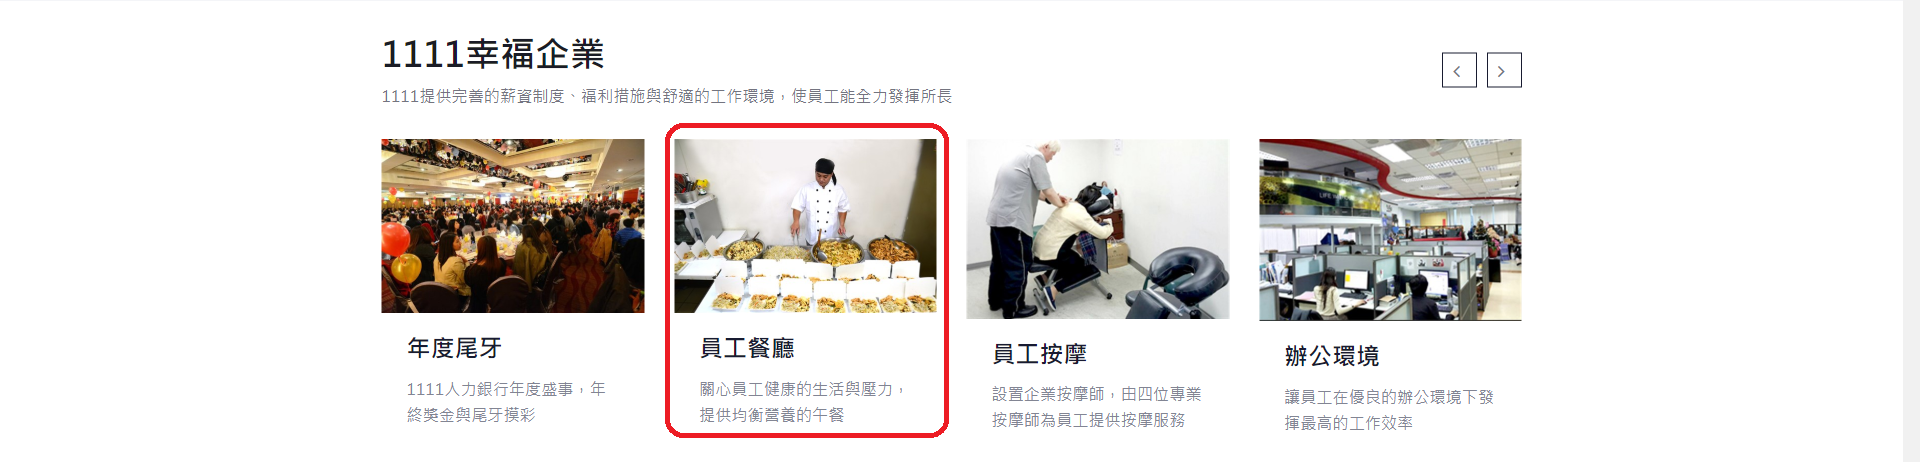 1111幸福企業
1111提供完善的薪資制度、福利措施與舒適的工作環境，使員工能全力發揮所長
年度尾牙
1111人力銀行年度盛事，年
終獎金與尾牙摸彩
員工餐廳
關心員工健康的生活與壓力，
提供均衡營養的午餐
員工按摩
設置企業按摩師，由四位專業
按摩師為員工提供按摩服務
LIFE
辦公環境
讓員工在優良的辦公環境下發
揮最高的工作效率